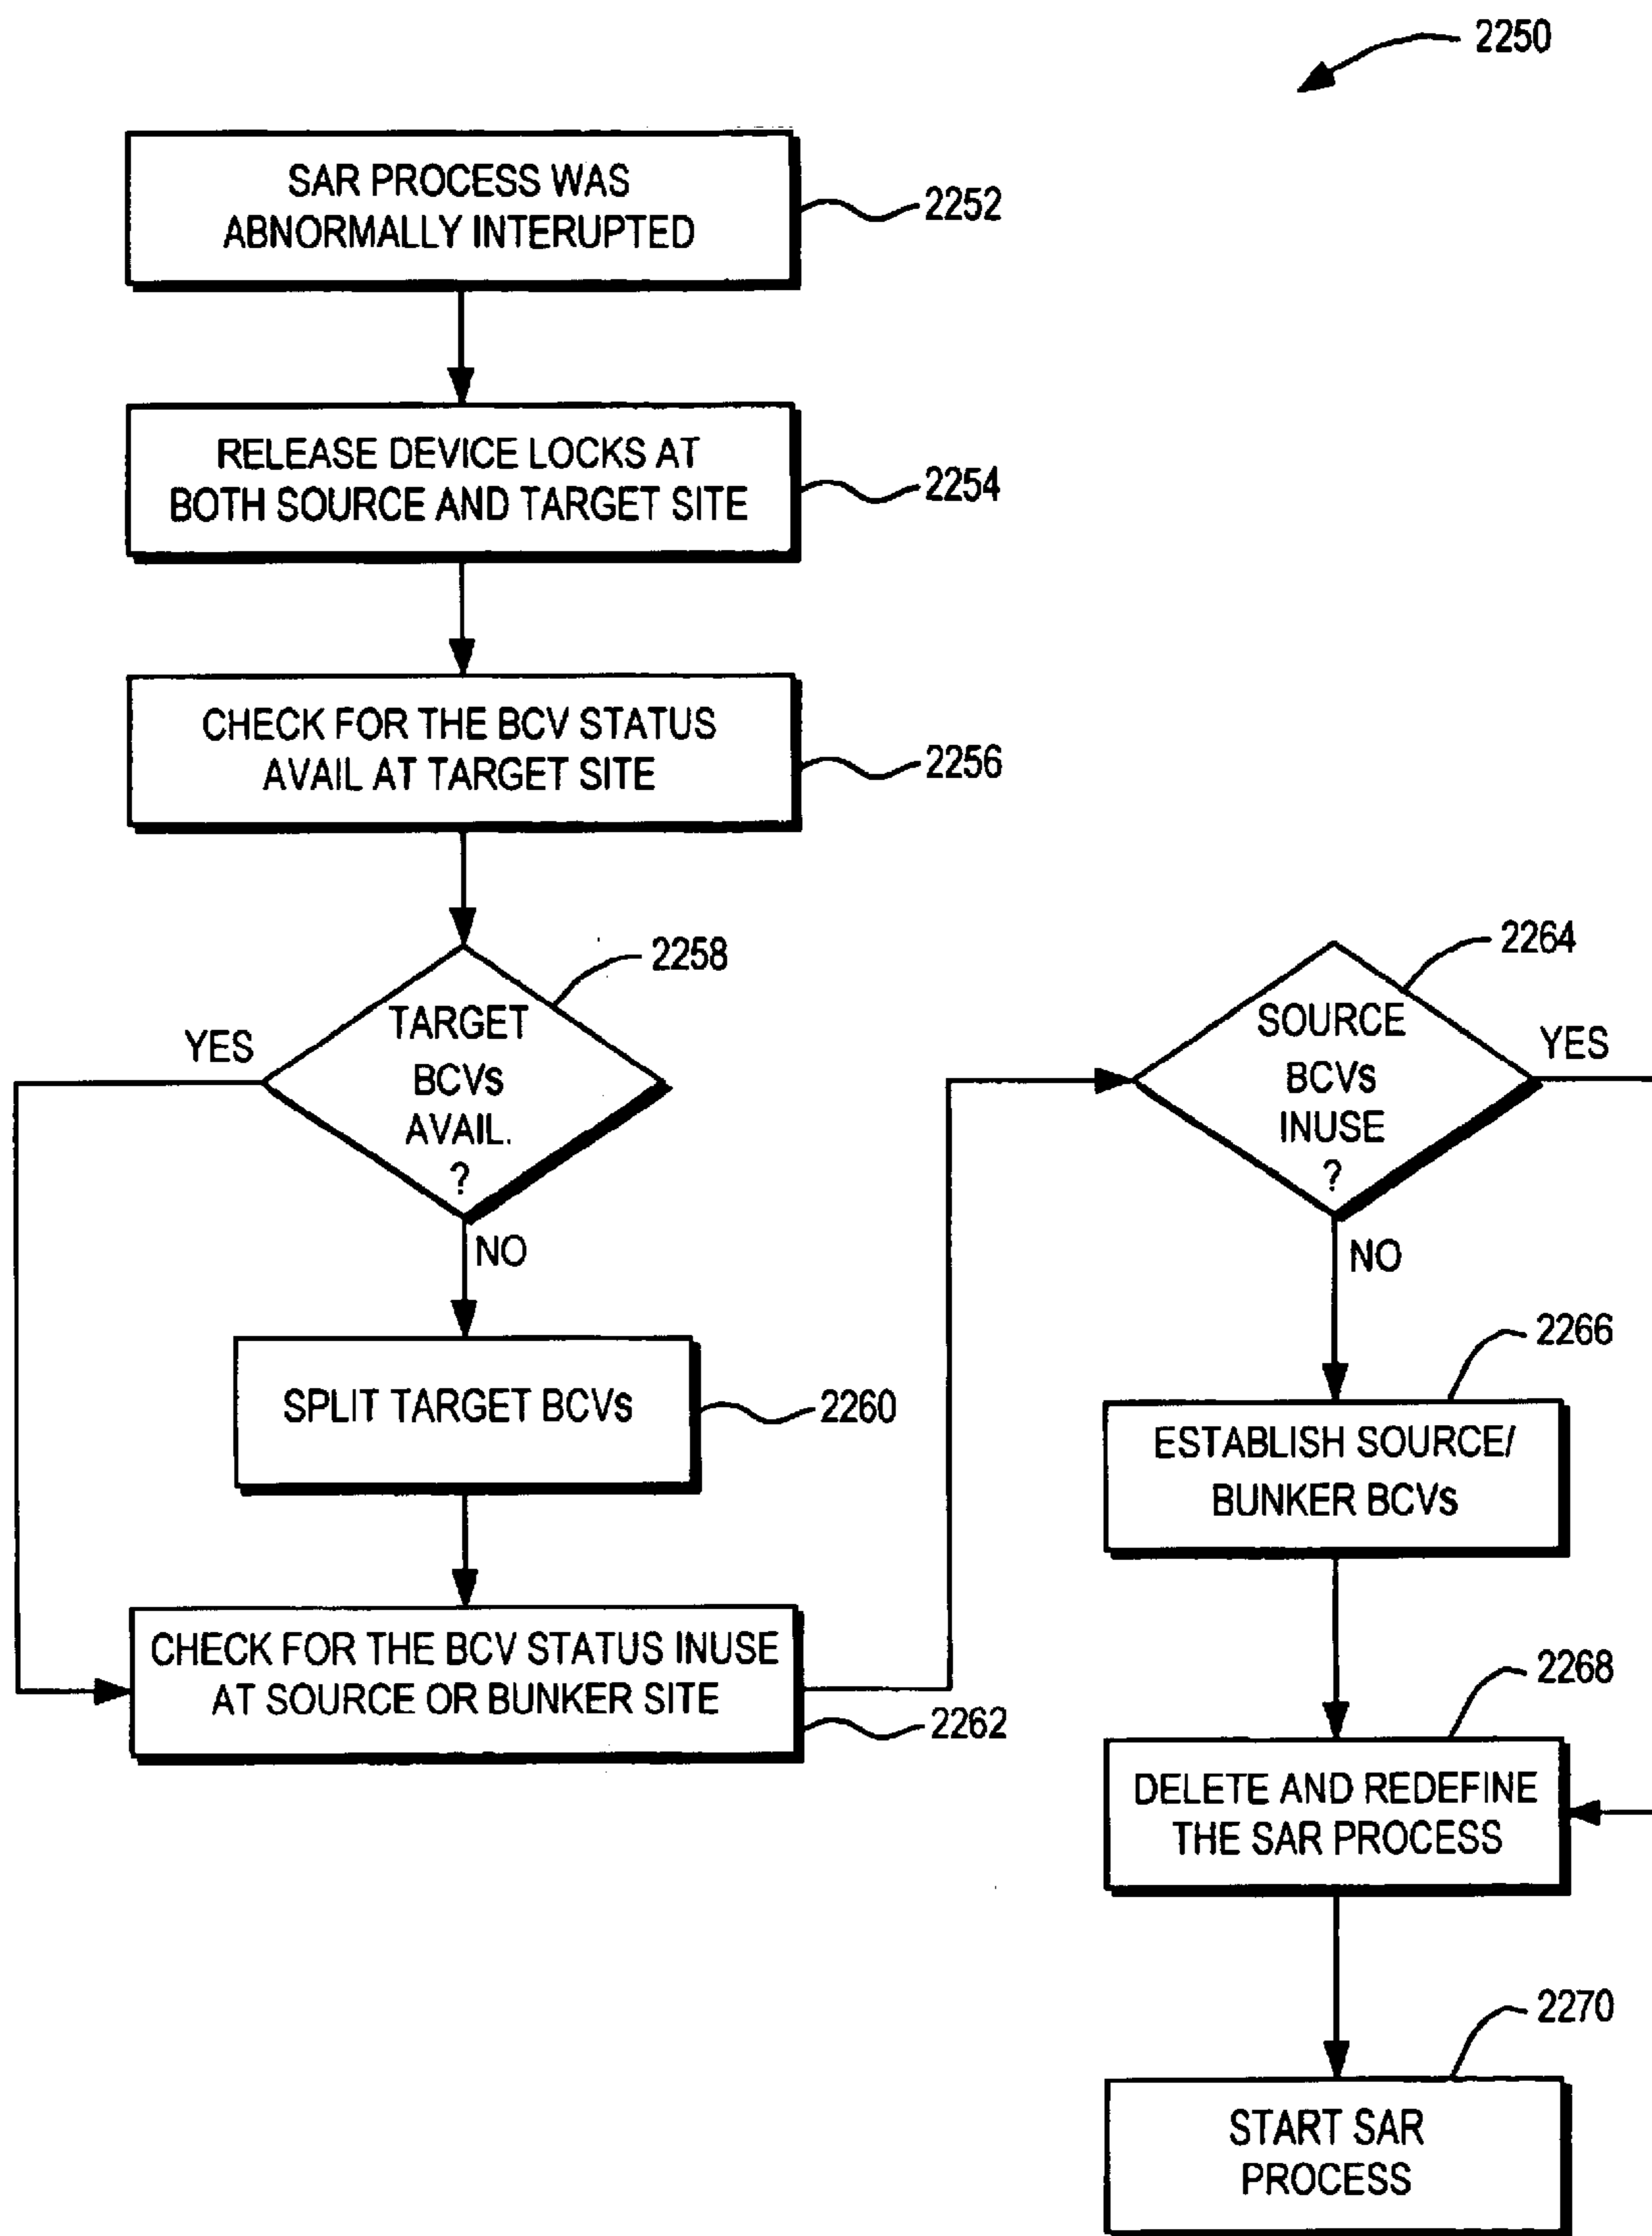 2250
SAR PROCESS WAS
ABNORMALLY INTERUPTED
2252
RELEASE DEVICE LOCKS AT
BOTH SOURCE AND TARGET SITE
2254
CHECK FOR THE BCV STATUS
AVAIL AT TARGET SITE
2256
2258
TARGET
BCVs
AVAIL.
?
YES
NO
SPLIT TARGET BCVs
2260
CHECK FOR THE BCV STATUS INUSE
AT SOURCE OR BUNKER SITE
2262
2264
SOURCE
BCVs
INUSE
?
YES
NO
2266
ESTABLISH SOURCE/
BUNKER BCVs
2268
DELETE AND REDEFINE
THE SAR PROCESS
2270
START SAR
PROCESS